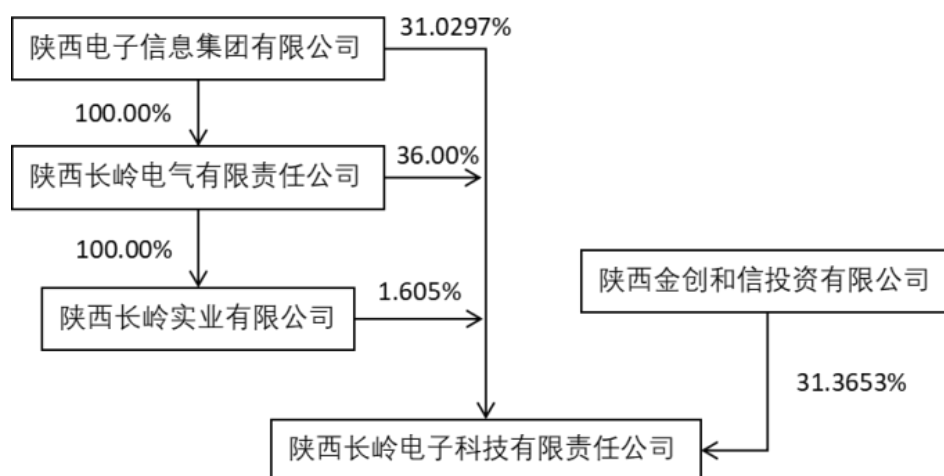 陕西电子信息集团有限公司
31.0297%
100.00%
陕西长岭电气有限责任公司
36.00%
100.00%
陕西长岭实业有限公司
1.605%
陕西金创和信投资有限公司
31.3653%
陕西长岭电子科技有限责任公司